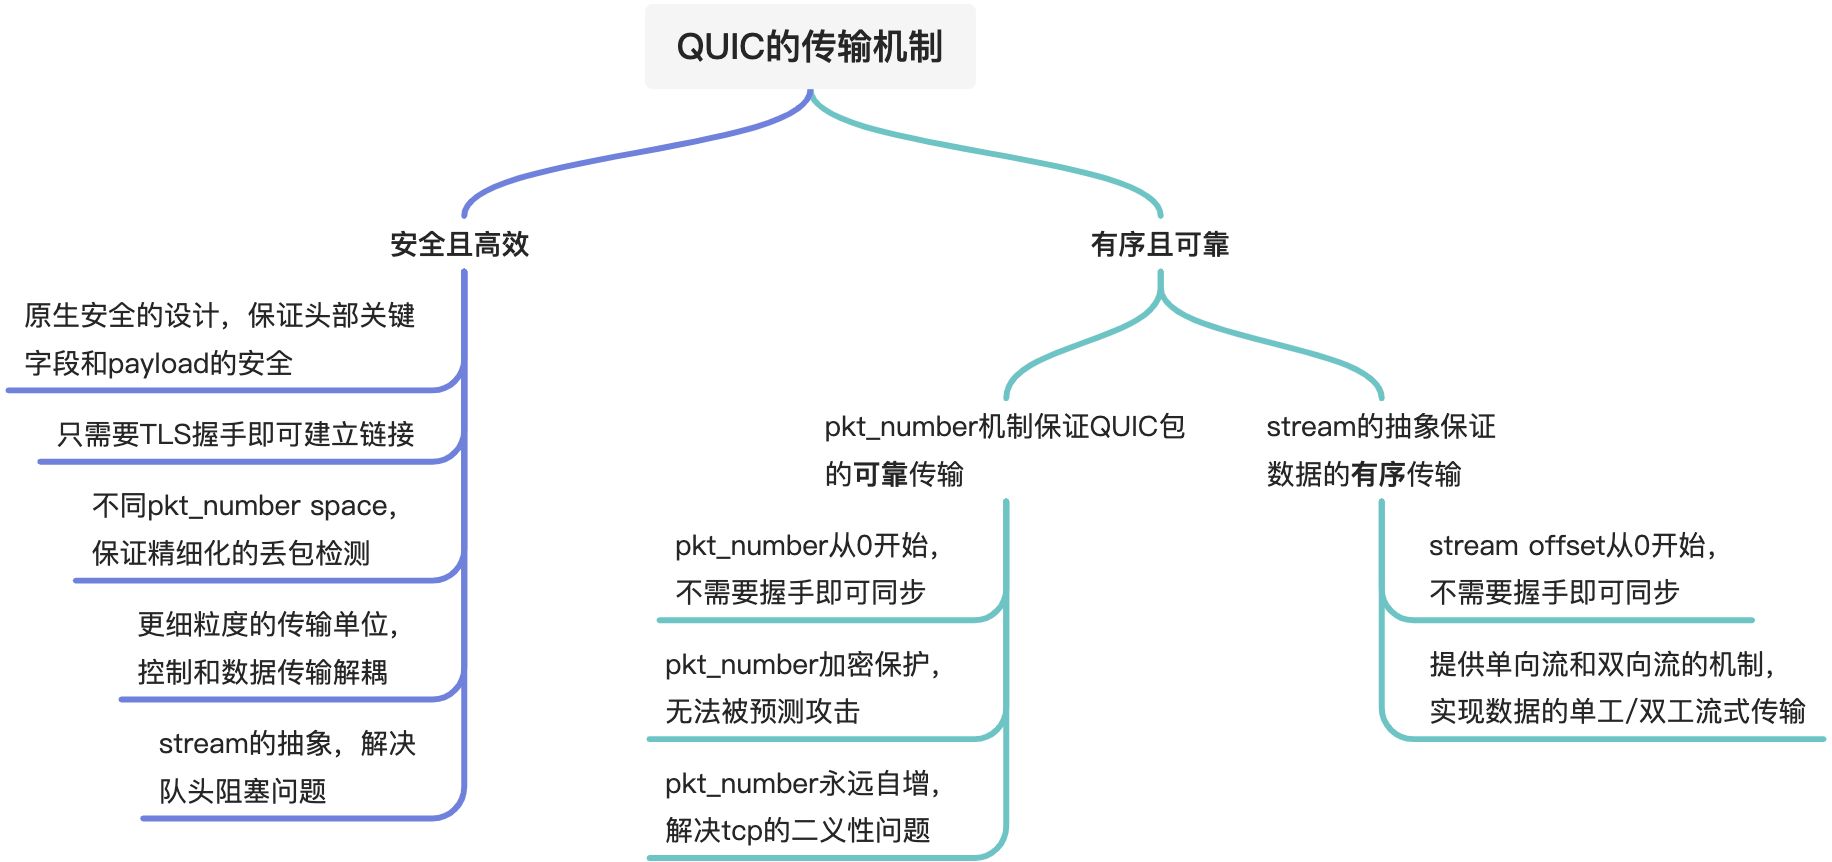 QUIC的传输机制
安全且高效
原生安全的设计，保证头部关键
字段和payload的安全
只需要TLS握手即可建立链接
不同pkt_number space，
保证精细化的丢包检测
更细粒度的传输单位，
控制和数据传输解耦
stream的抽象，解决
队头阻塞问题
有序且可靠
pkt_number机制保证QUIC包
的可靠传输
pkt_number从0开始，
不需要握手即可同步
pkt_number加密保护，
无法被预测攻击
pkt_number永远自增，
解决tcp的二义性问题
stream的抽象保证
数据的有序传输
stream offset从0开始，
不需要握手即可同步
提供单向流和双向流的机制，
实现数据的单工/双工流式传输